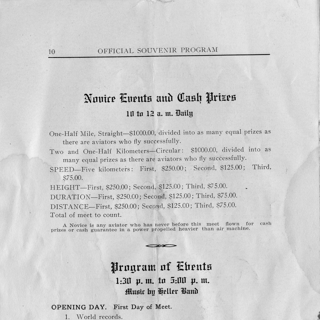 10 OFFICIAL SOUVENIR PROGRAM
Novice Events and Cash Prizes
10 to 12 a. m. Daily
One-Half Mile, Straight—$1000.00, divided into as many equal prizes as
there are aviators who fly successfully.
Two and One-Half Kilometers—Circular: $1000.00, divided into as
many equal prizes as there are aviators who fly successfully.
SPEED—Five kilometers: First, $250.00; Second, $125.00; Third,
$75.00.
HEIGHT—First, $250.00; Second, $125.00; Third, $75.00.
DURATION—First, $250.00; Second, $125.00; Third, $75.00.
DISTANCE—First, $250.00; Second, $125.00; Third, $75.00.
Total of meet to count.
A Novice is any aviator who has never before this meet flown for cash
prizes or cash guarantee in a power propelled heavier than air machine.
Program of Events
1:30 p. m. to 5:00 p. m.
Music by Heller Band
OPENING DAY. First Day of Meet.
1. World records.